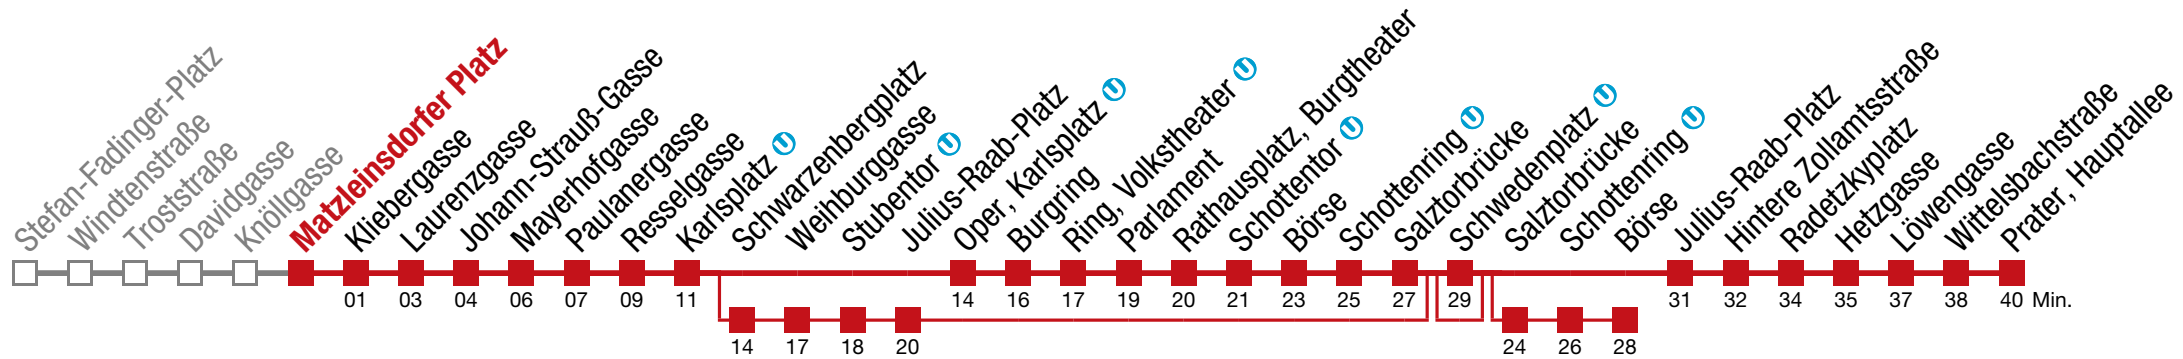 Stefan-Fadinger-Platz
Windtenstraße
Troststraße
Davidgasse
Knöllgasse
Matzleinsdorfer Platz
Kliebergasse
Laurenzgasse
Johann-Strauß-Gasse
Mayerhofgasse
Paulanergasse
Resselgasse
Karlsplatz U
Schwarzenbergplatz
Weihburggasse
Stubentor U
Julius-Raab-Platz
Oper, Karlsplatz U
Burgring
Ring, Volkstheater U
Parlament
Rathausplatz, Burgtheater
Schottentor U
Börse
Schottenring U
Salztorbrücke
Schwedenplatz U
Salztorbrücke
Schottenring U
Börse
Julius-Raab-Platz
Hintere Zollamtsstraße
Radetzkyplatz
Hetzgasse
Löwengasse
Wittelsbachstraße
Prater, Hauptallee
01 03 04 06 07 09 11 14 16 17 19 20 21 23 25 27 29 31 32 34 35 37 38 40 Min.
14 17 18 20 24 26 28